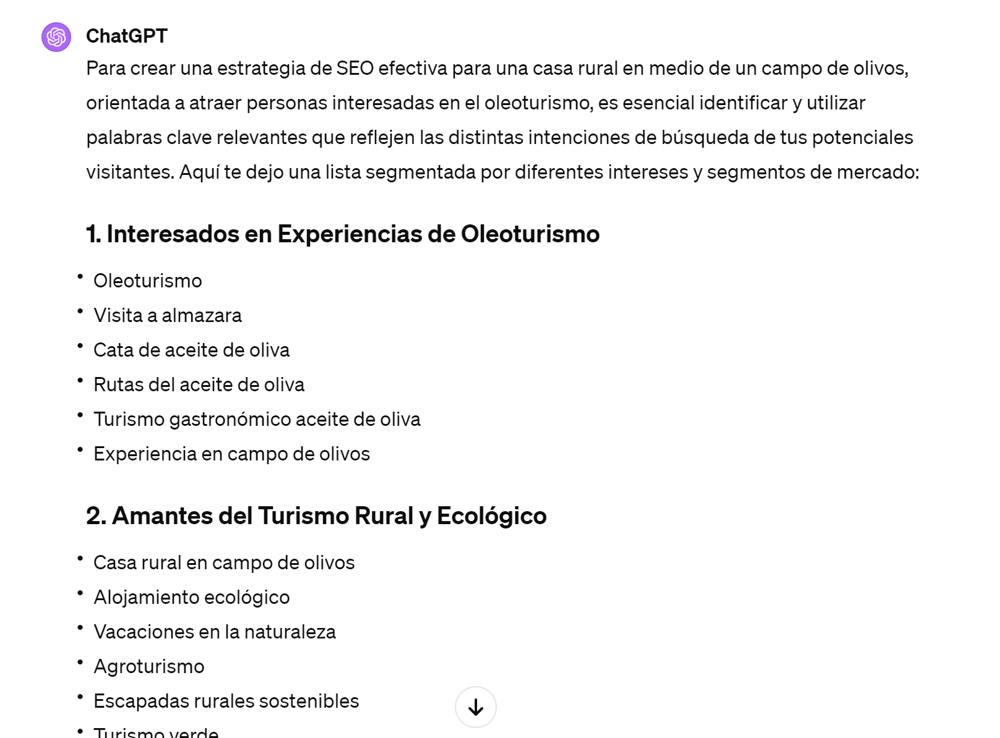 ChatGPT
Para crear una estrategia de SEO efectiva para una casa rural en medio de un campo de olivos,
orientada a atraer personas interesadas en el oleoturismo, es esencial identificar y utilizar
palabras clave relevantes que reflejen las distintas intenciones de búsqueda de tus potenciales
visitantes. Aquí te dejo una lista segmentada por diferentes intereses y segmentos de mercado:
1. Interesados en Experiencias de Oleoturismo
• Oleoturismo
• Visita a almazara
• Cata de aceite de oliva
• Rutas del aceite de oliva
• Turismo gastronómico aceite de oliva
• Experiencia en campo de olivos
2. Amantes del Turismo Rural y Ecológico
• Casa rural en campo de olivos
• Alojamiento ecológico
• Vacaciones en la naturaleza
• Agroturismo
• Escapadas rurales sostenibles
• Turismo verde